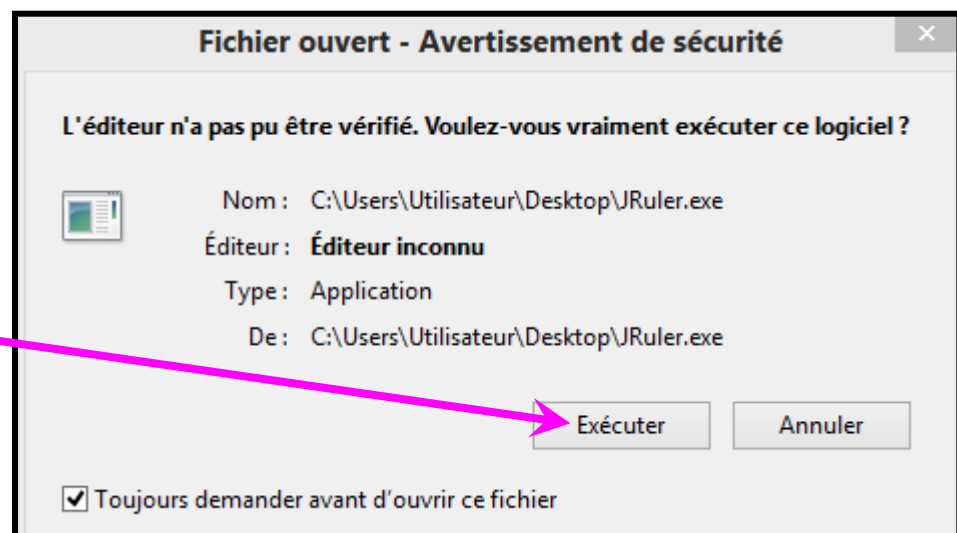 Fichier ouvert - Avertissement de sécurité
L'éditeur n'a pas pu être vérifié. Voulez-vous vraiment exécuter ce logiciel ?
Nom : C:\Users\Utilisateur\Desktop\JRuler.exe
Éditeur : Éditeur inconnu
Type : Application
De : C:\Users\Utilisateur\Desktop\JRuler.exe
Exécuter Annuler
Toujours demander avant d'ouvrir ce fichier